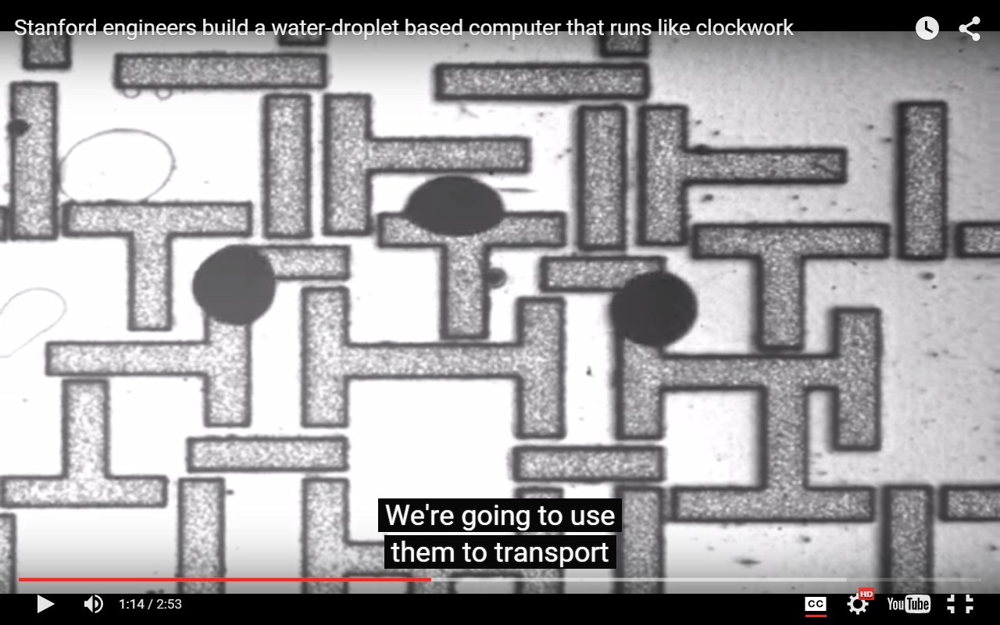 Stanford engineers build a water-droplet based computer that runs like clockwork
We're going to use
them to transport
1:14 / 2:53
CC
HD
YouTube